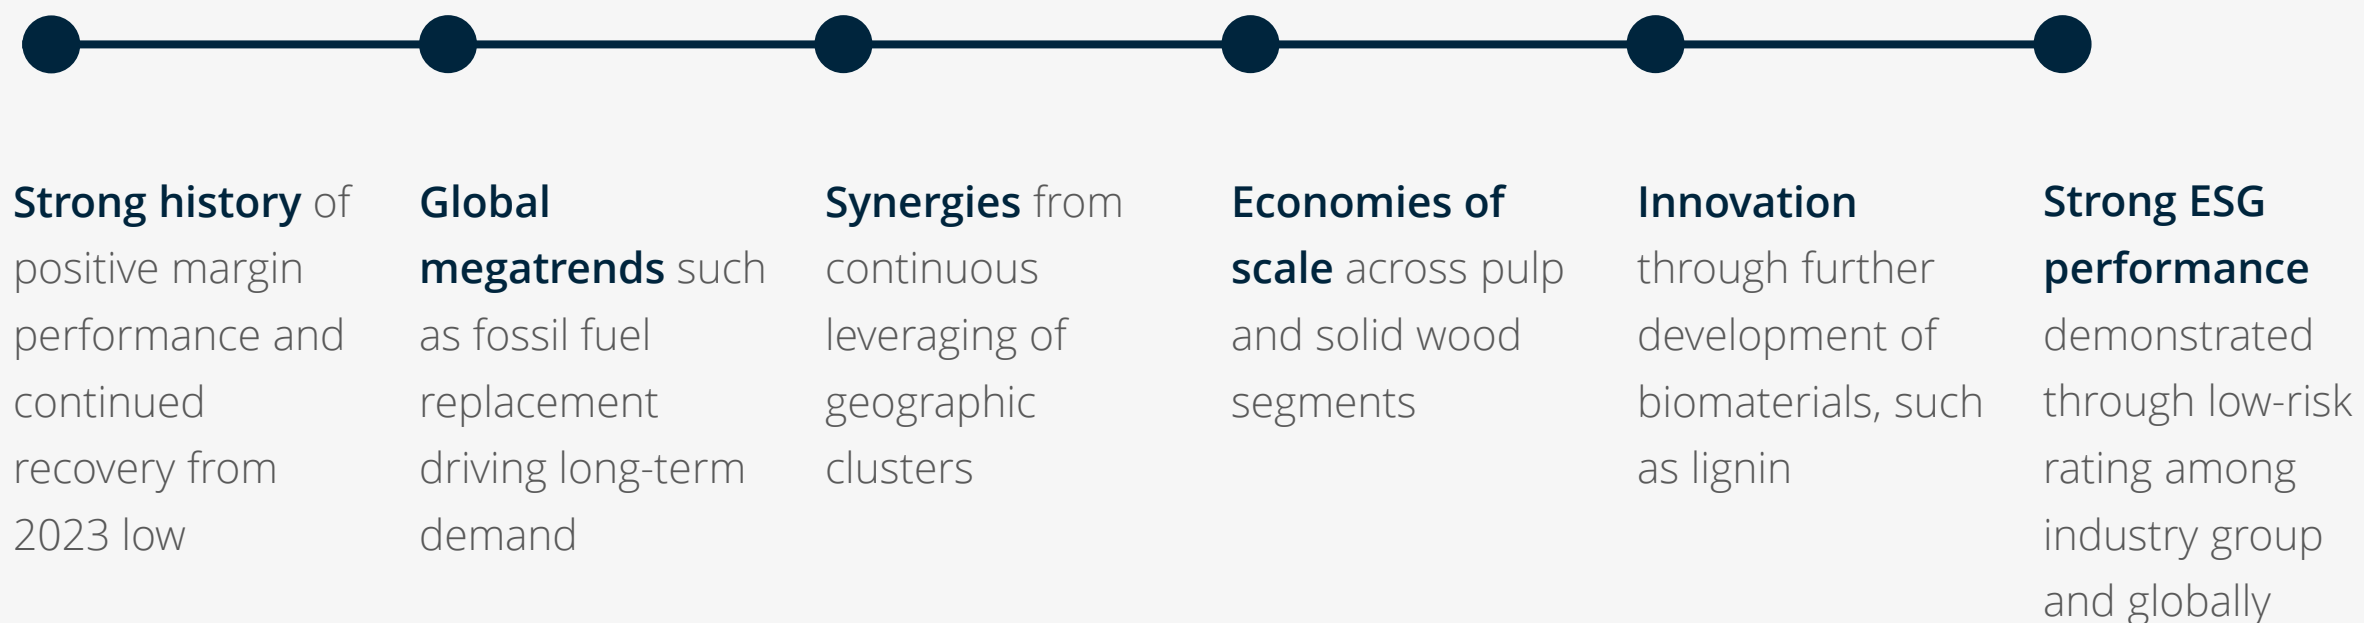 Strong history of
positive margin
performance and
continued
recovery from
2023 low
Global
megatrends such
as fossil fuel
replacement
driving long-term
demand
Synergies from
continuous
leveraging of
geographic
clusters
Economies of
scale across pulp
and solid wood
segments
Innovation
through further
development of
biomaterials, such
as lignin
Strong ESG
performance
demonstrated
through low-risk
rating among
industry group
and globally